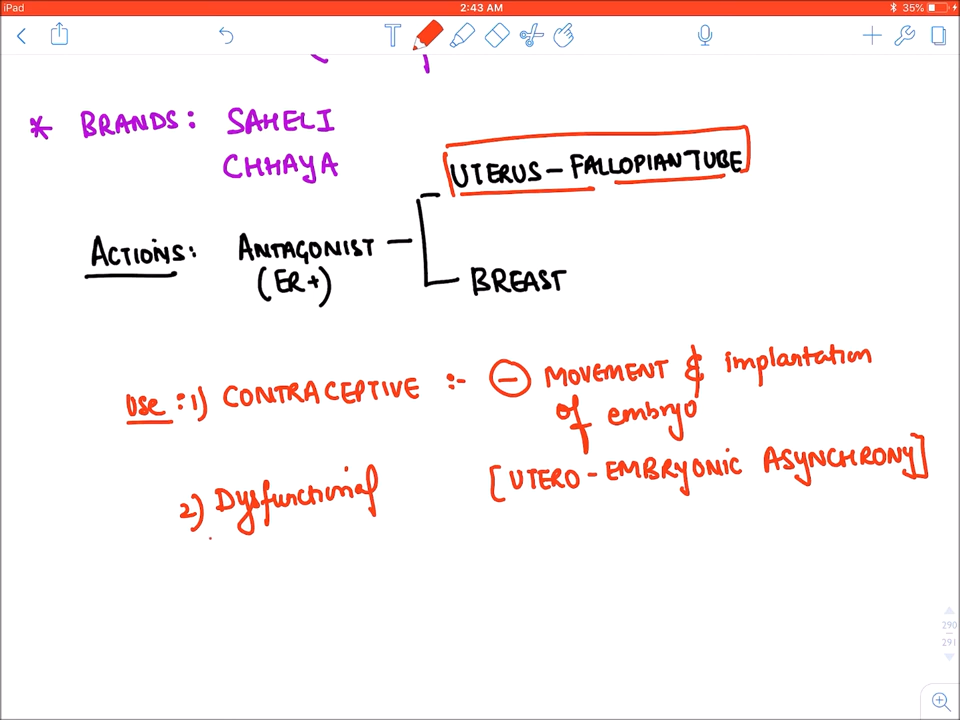 iPad 2:43 AM 35%
T
* BRANDS: SAHELI
CHHAYA
UTERUS - FALLOPIAN TUBE
ACTIONS: ANTAGONIST
(ER+)
BREAST
USE: 1) CONTRACEPTIVE :- ⊖ MOVEMENT & implantation
of embryo
[UTERO - EMBRYONIC ASYNCHRONY]
2) Dysfunctional
290
291